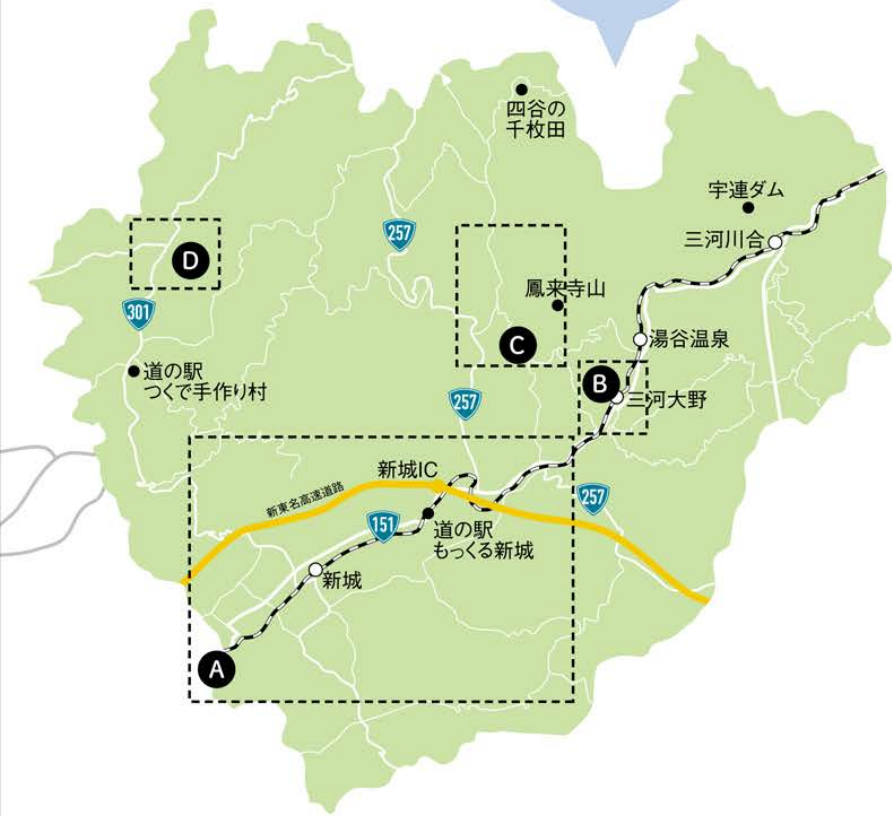 四谷の
千枚田
宇連ダム
257
三河川合
D
鳳来寺山
301
C
湯谷温泉
道の駅
つくで手作り村
B
257
三河大野
新城IC
新東名高速道路
257
151
道の駅
もっくる新城
新城
A